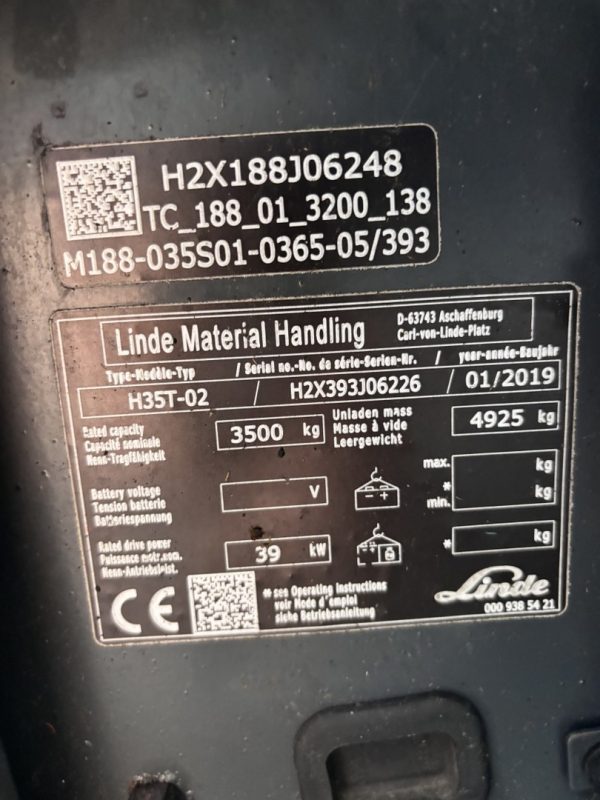 H2X188J06248
TC_188_01_3200_138
M188-035S01-0365-05/393
Linde Material Handling
D-63743 Aschaffenburg
Carl-von-Linde-Platz
Type-Modèle-Typ / Serial no.-No. de série-Serien-Nr. / year-année-Baujahr
H35T-02 / H2X393J06226 / 01/2019
Rated capacity
Capacité nominale
Nenn-Tragfähigkeit
3500 kg
Unladen mass
Masse à vide
Leergewicht
4925 kg
Battery voltage
Tension batterie
Batteriespannung
V
max. kg
*
min. kg
Rated drive power
Puissance motr.nom.
Nenn-Antriebsleist.
39 kW
* kg
CE
* see Operating Instructions
voir Mode d'emploi
siehe Betriebsanleitung
Linde
000 938 54 21